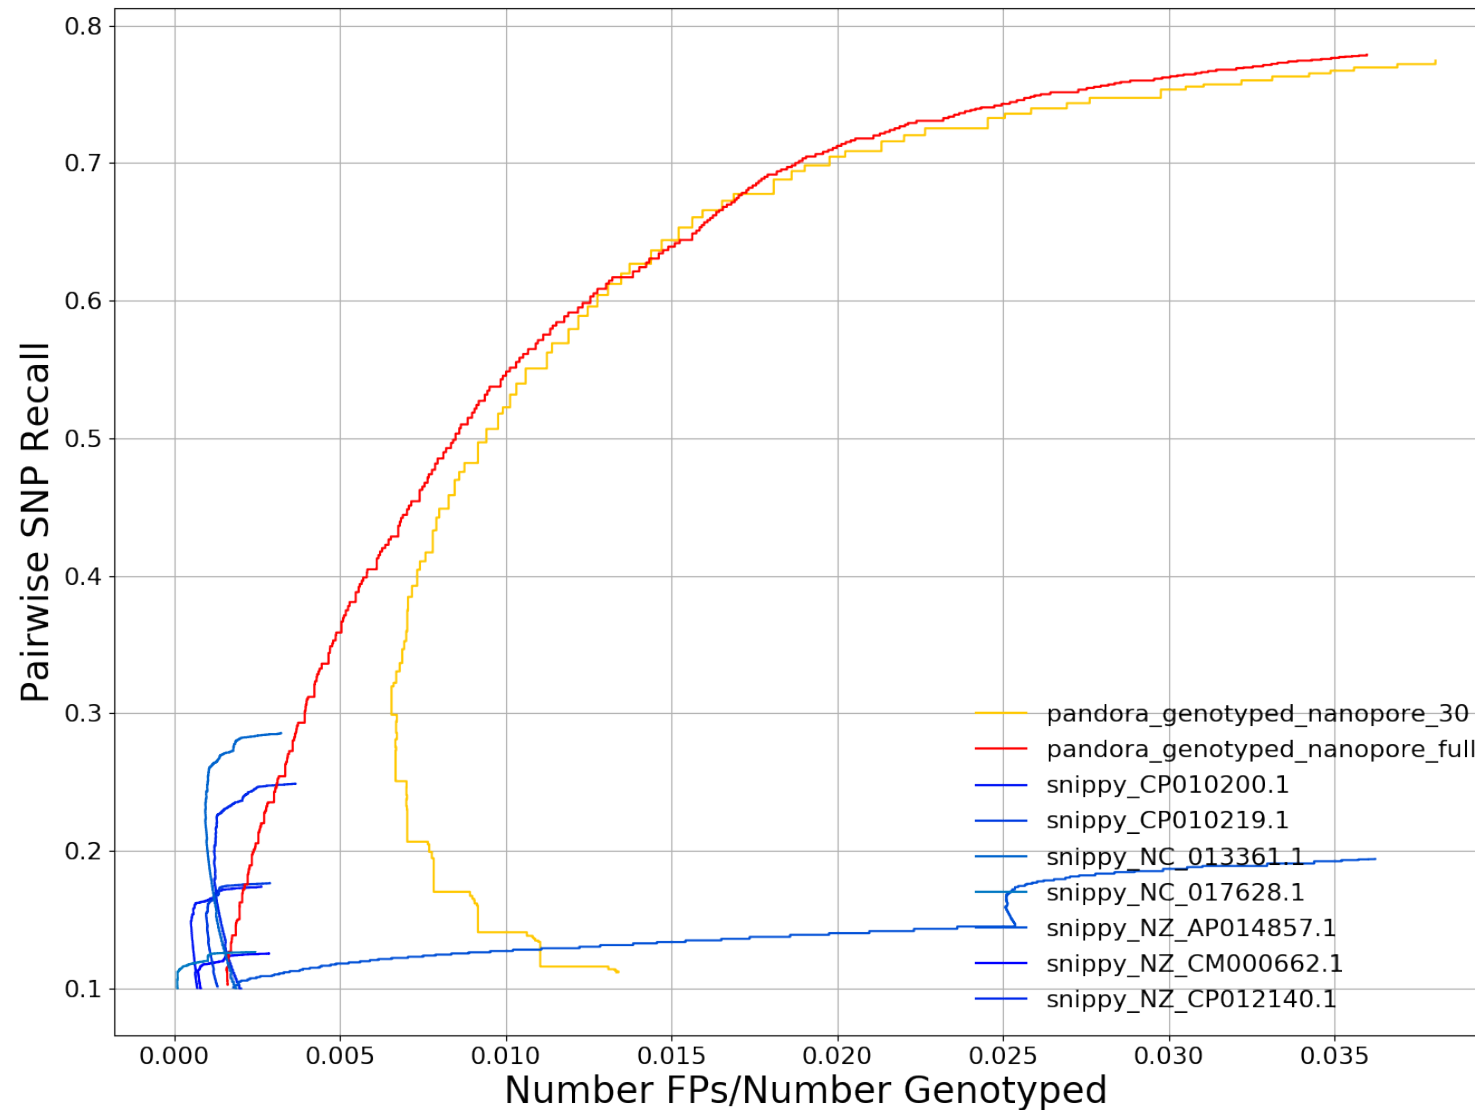 0.8
0.7
0.6
0.5
0.4
0.3
0.2
0.1
Pairwise SNP Recall
pandora_genotyped_nanopore_30
pandora_genotyped_nanopore_full
snippy_CP010200.1
snippy_CP010219.1
snippy_NC_013361.1
snippy_NC_017628.1
snippy_NZ_AP014857.1
snippy_NZ_CM000662.1
snippy_NZ_CP012140.1
0.000 0.005 0.010 0.015 0.020 0.025 0.030 0.035
Number FPs/Number Genotyped